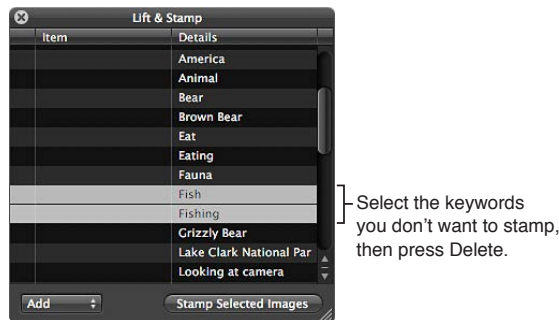 Lift & Stamp
Item Details
America
Animal
Bear
Brown Bear
Eat
Eating
Fauna
Fish
Fishing
Grizzly Bear
Lake Clark National Par
Looking at camera
Add Stamp Selected Images
Select the keywords
you don't want to stamp,
then press Delete.